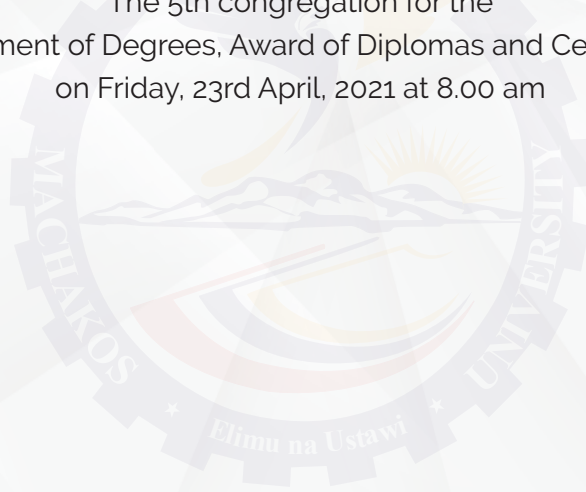 The 5th congregation for the
ment of Degrees, Award of Diplomas and Ce
on Friday, 23rd April, 2021 at 8.00 am
MACHAKOS UNIVERSITY
Elimu na Ustawi